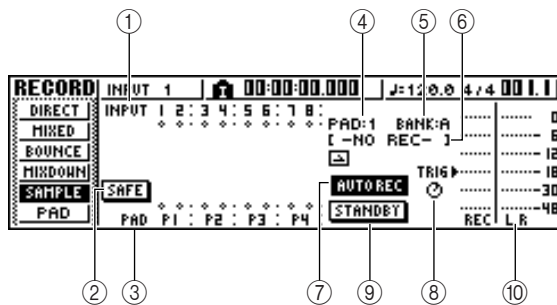 ① ④ ⑤ ⑥
RECORD INPUT 1 00:00:00.000 ♩=120.0 4/4 001.1
DIRECT INPUT 1 2 3 4 5 6 7 8
MIXED PAD:1 BANK:A
BOUNCE [ -NO REC- ]
MIXDOWN TRIG
SAMPLE SAFE AUTO REC
PAD PAD P1 P2 P3 P4 STANDBY REC L R
0
6
12
18
-30
-48
② ③ ⑦ ⑨ ⑧ ⑩